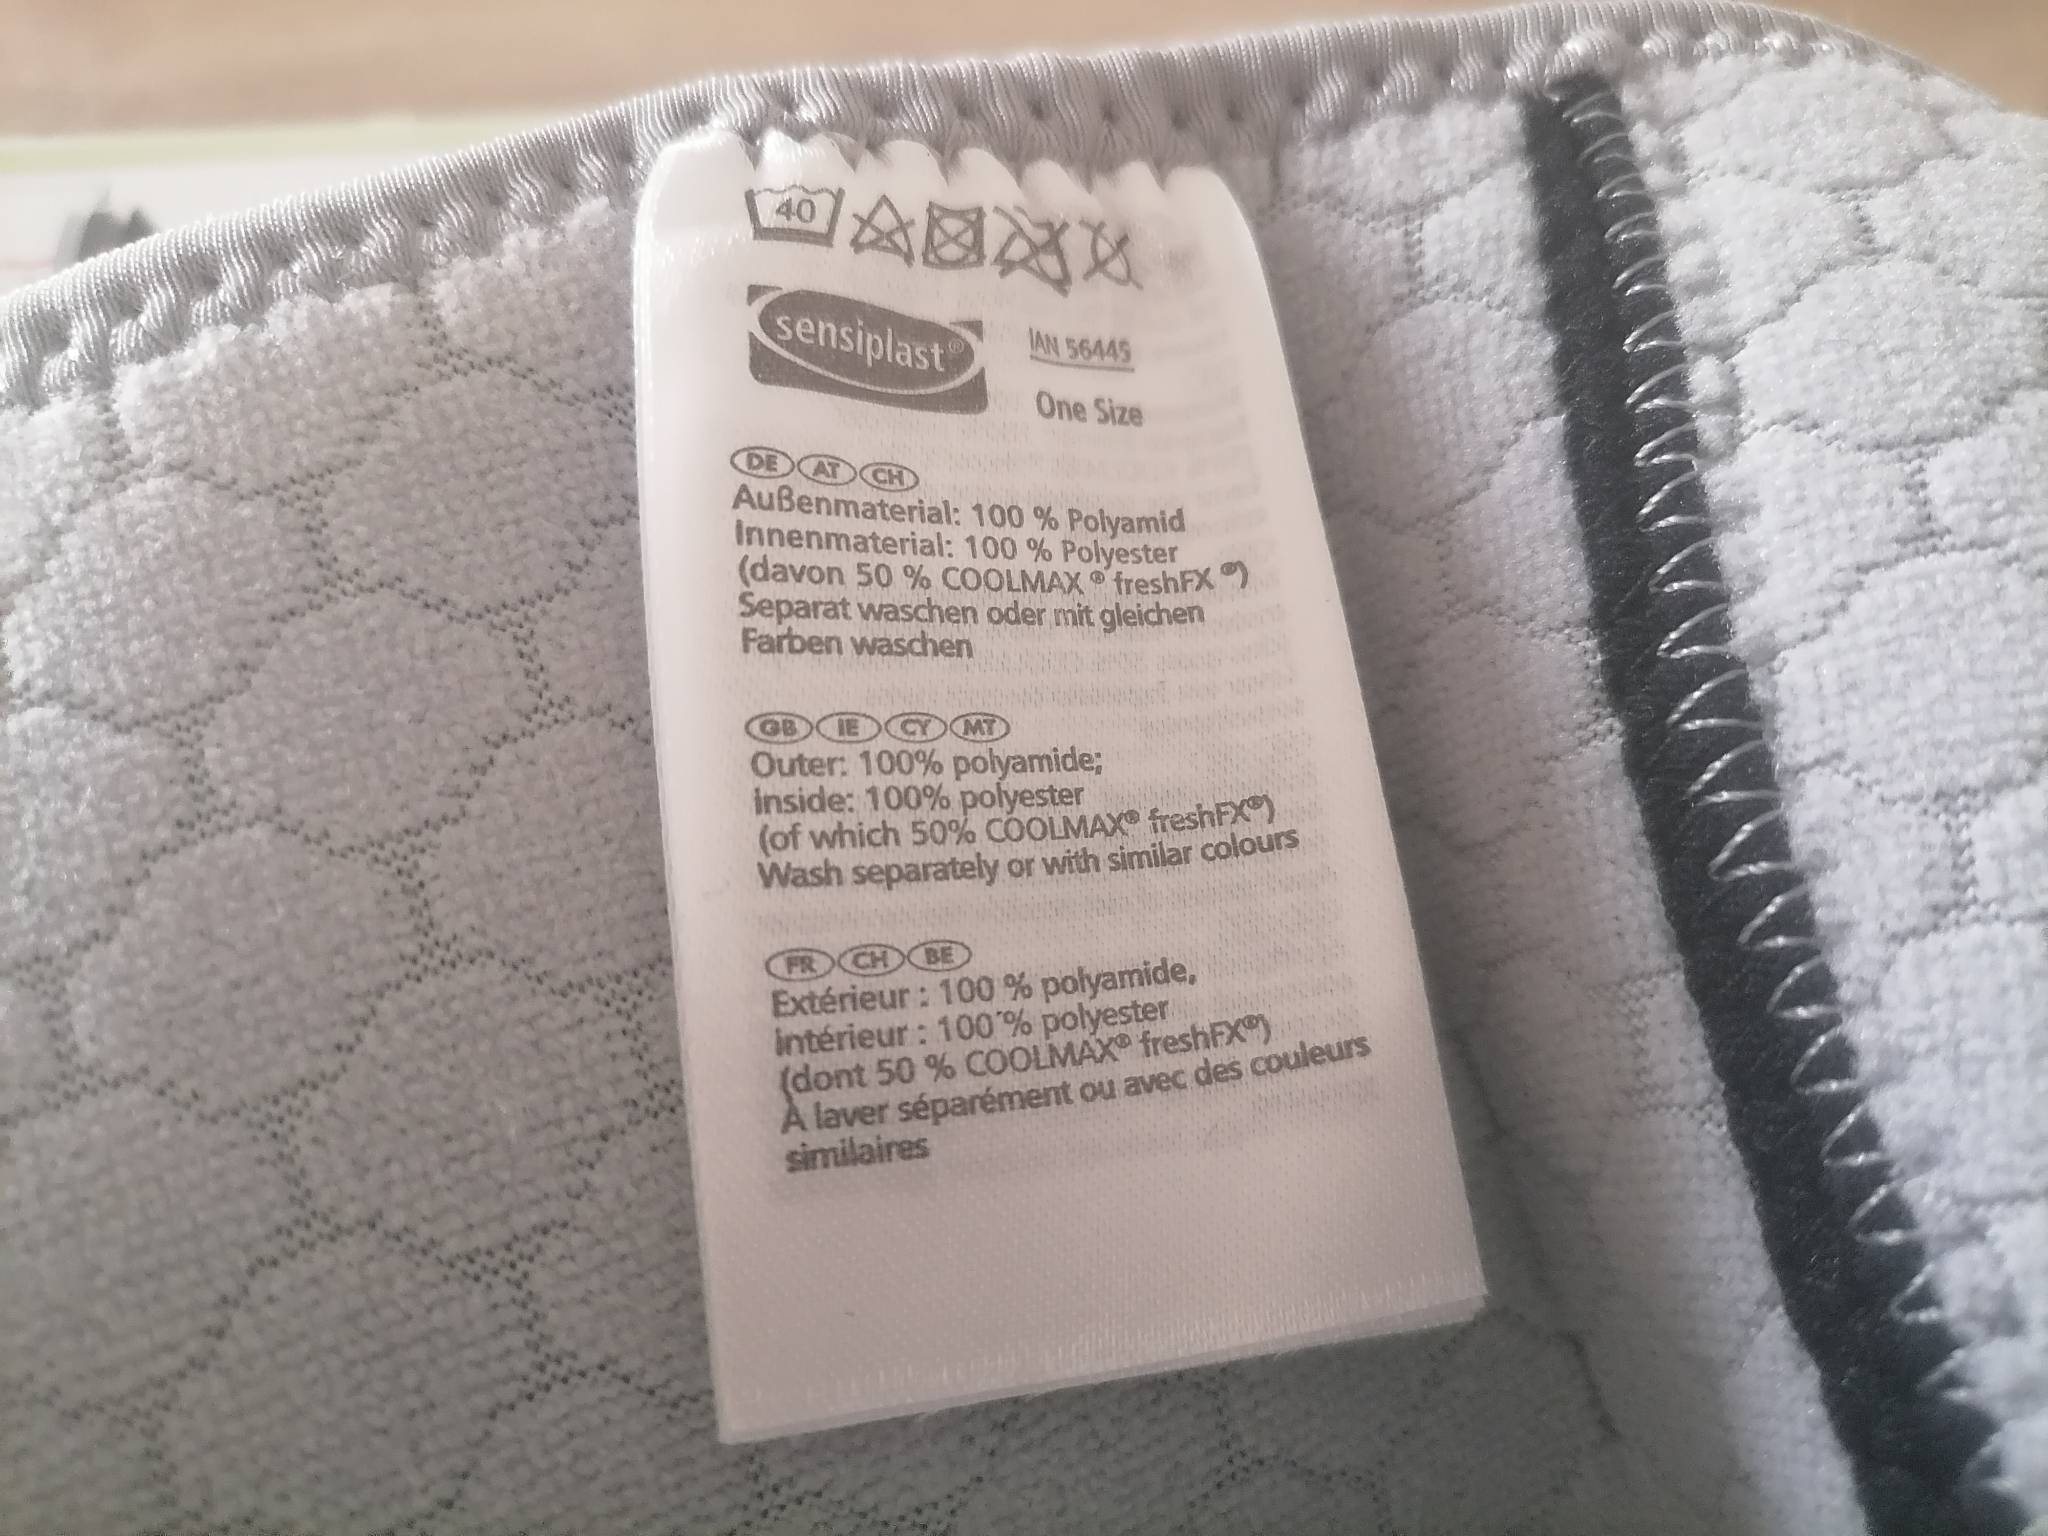 40
sensiplast®
IAN 56445
One Size
DE AT CH
Außenmaterial: 100 % Polyamid
Innenmaterial: 100 % Polyester
(davon 50 % COOLMAX ® freshFX ®)
Separat waschen oder mit gleichen
Farben waschen
GB IE CY MT
Outer: 100% polyamide;
Inside: 100% polyester
(of which 50% COOLMAX® freshFX®)
Wash separately or with similar colours
FR CH BE
Extérieur : 100 % polyamide,
intérieur : 100 % polyester
(dont 50 % COOLMAX® freshFX®)
À laver séparément ou avec des couleurs
similaires